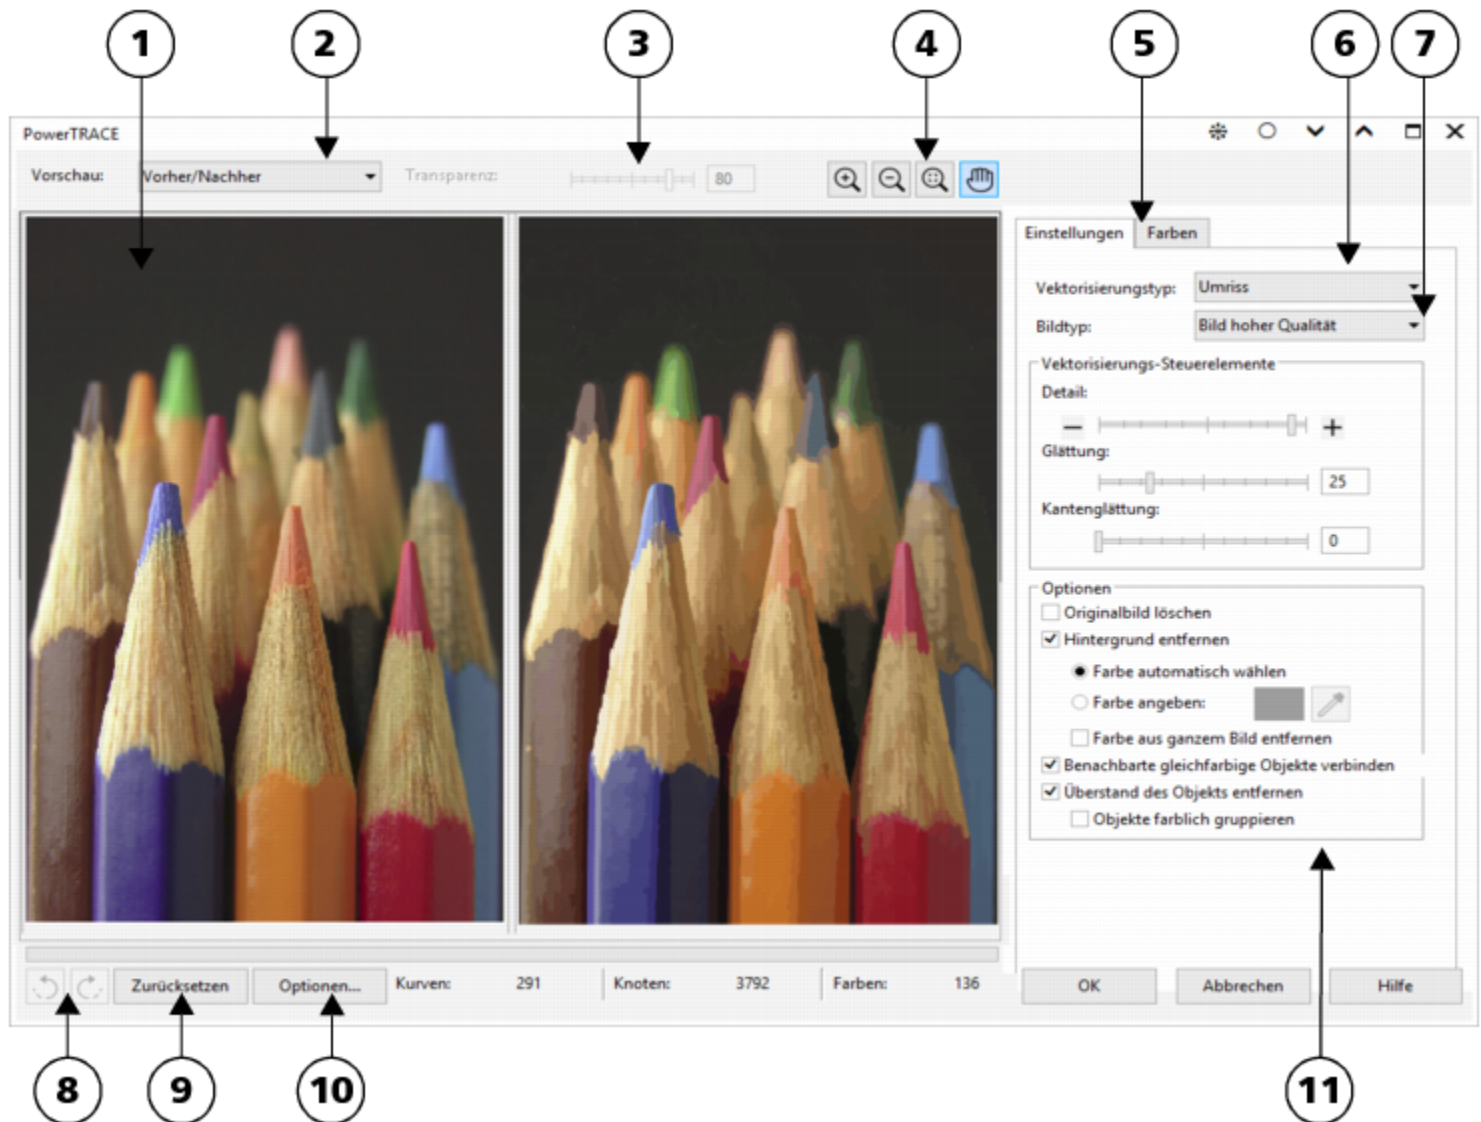 1 2 3 4 5 6 7
PowerTRACE
Vorschau: Vorher/Nachher Transparenz: 80
Einstellungen Farben
Vektorisierungstyp: Umriss
Bildtyp: Bild hoher Qualität
Vektorisierungs-Steuerelemente
Detail:
Glättung:
25
Kantenglättung:
0
Optionen
Originalbild löschen
Hintergrund entfernen
Farbe automatisch wählen
Farbe angeben:
Farbe aus ganzem Bild entfernen
Benachbarte gleichfarbige Objekte verbinden
Überstand des Objekts entfernen
Objekte farblich gruppieren
Zurücksetzen Optionen... Kurven: 291 Knoten: 3792 Farben: 136 OK Abbrechen Hilfe
8 9 10 11